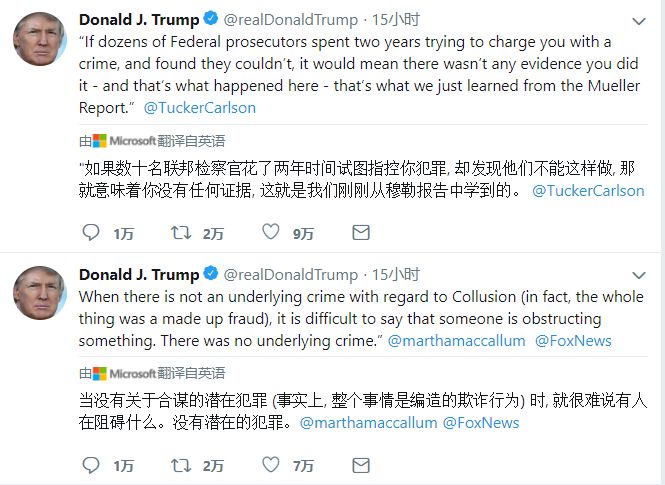 Donald J. Trump @realDonaldTrump · 15小时
“If dozens of Federal prosecutors spent two years trying to charge you with a
crime, and found they couldn’t, it would mean there wasn’t any evidence you did
it - and that’s what happened here - that’s what we just learned from the Mueller
Report.” @TuckerCarlson
由 Microsoft 翻译自英语
"如果数十名联邦检察官花了两年时间试图指控你犯罪, 却发现他们不能这样做, 那
就意味着你没有任何证据, 这就是我们刚刚从穆勒报告中学到的。 @TuckerCarlson
1万 2万 9万
Donald J. Trump @realDonaldTrump · 15小时
When there is not an underlying crime with regard to Collusion (in fact, the whole
thing was a made up fraud), it is difficult to say that someone is obstructing
something. There was no underlying crime.” @marthamaccallum @FoxNews
由 Microsoft 翻译自英语
当没有关于合谋的潜在犯罪 (事实上, 整个事情是编造的欺诈行为) 时, 就很难说有人
在阻碍什么。没有潜在的犯罪。@marthamaccallum @FoxNews
1万 2万 7万